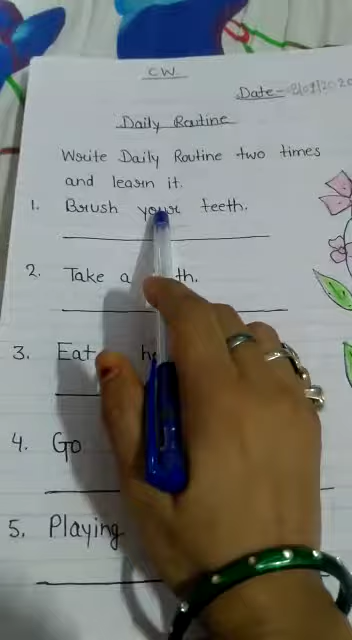 C.W.
Date-
Daily Routine
Write Daily Routine two times
and learn it.
1. Brush your teeth.
2. Take a th.
3. Eat
4. Go
5. Playing